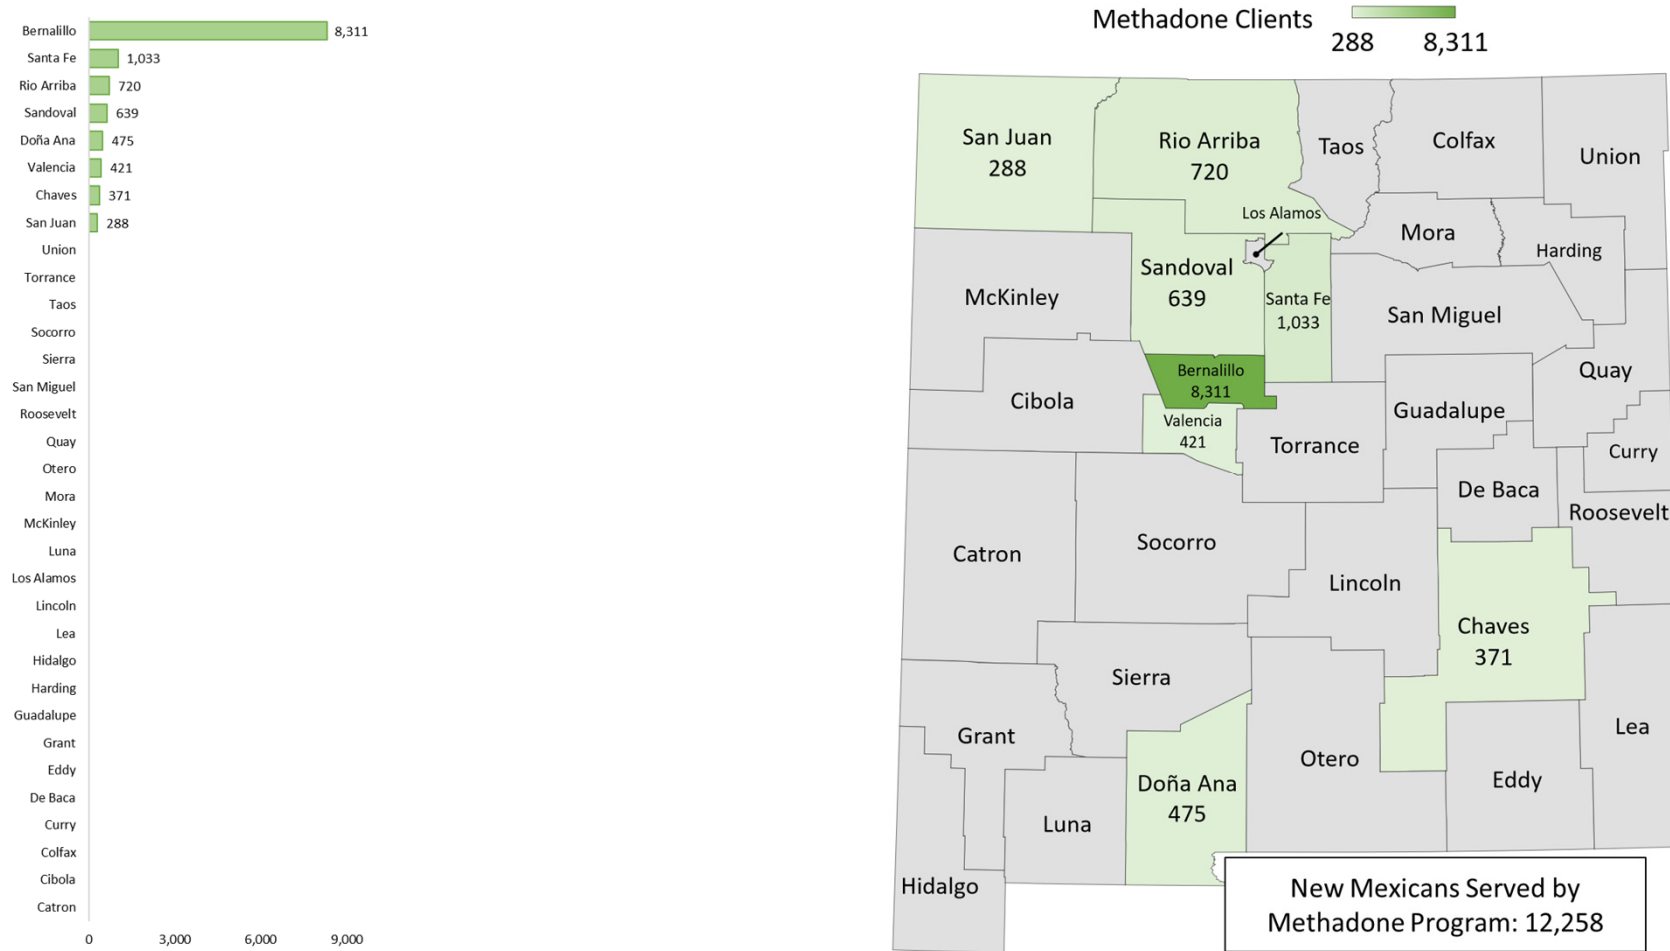 Bernalillo 8,311
Santa Fe 1,033
Rio Arriba 720
Sandoval 639
Doña Ana 475
Valencia 421
Chaves 371
San Juan 288
Union
Torrance
Taos
Socorro
Sierra
San Miguel
Roosevelt
Quay
Otero
Mora
McKinley
Luna
Los Alamos
Lincoln
Lea
Hidalgo
Harding
Guadalupe
Grant
Eddy
De Baca
Curry
Colfax
Cibola
Catron
0 3,000 6,000 9,000
Methadone Clients
288 8,311
San Juan
288
Rio Arriba
720
Taos
Colfax
Union
Los Alamos
Mora
Harding
Sandoval
639
McKinley
Santa Fe
1,033
San Miguel
Bernalillo
8,311
Quay
Cibola
Guadalupe
Valencia
421
Torrance
Curry
De Baca
Roosevelt
Catron
Socorro
Lincoln
Chaves
371
Sierra
Grant
Otero
Lea
Doña Ana
475
Eddy
Luna
Hidalgo
New Mexicans Served by
Methadone Program: 12,258